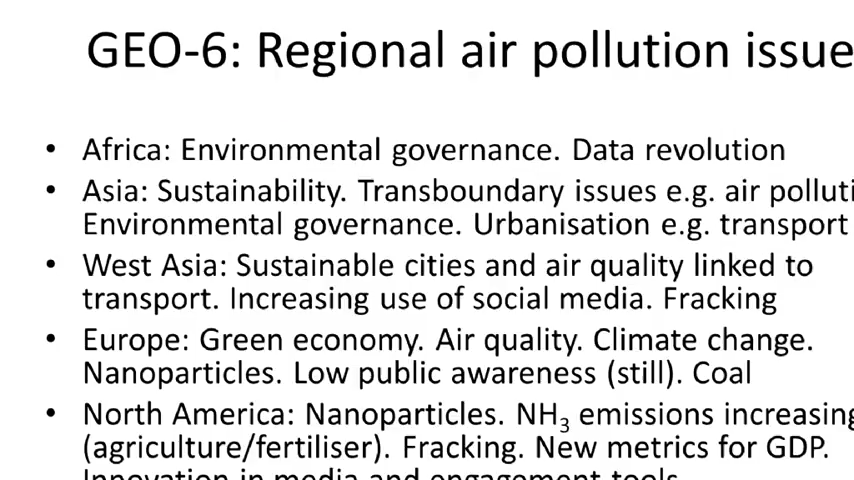 GEO-6: Regional air pollution issue
• Africa: Environmental governance. Data revolution
• Asia: Sustainability. Transboundary issues e.g. air polluti
Environmental governance. Urbanisation e.g. transport
• West Asia: Sustainable cities and air quality linked to
transport. Increasing use of social media. Fracking
• Europe: Green economy. Air quality. Climate change.
Nanoparticles. Low public awareness (still). Coal
• North America: Nanoparticles. NH₃ emissions increasing
(agriculture/fertiliser). Fracking. New metrics for GDP.
Innovation in media and engagement tools